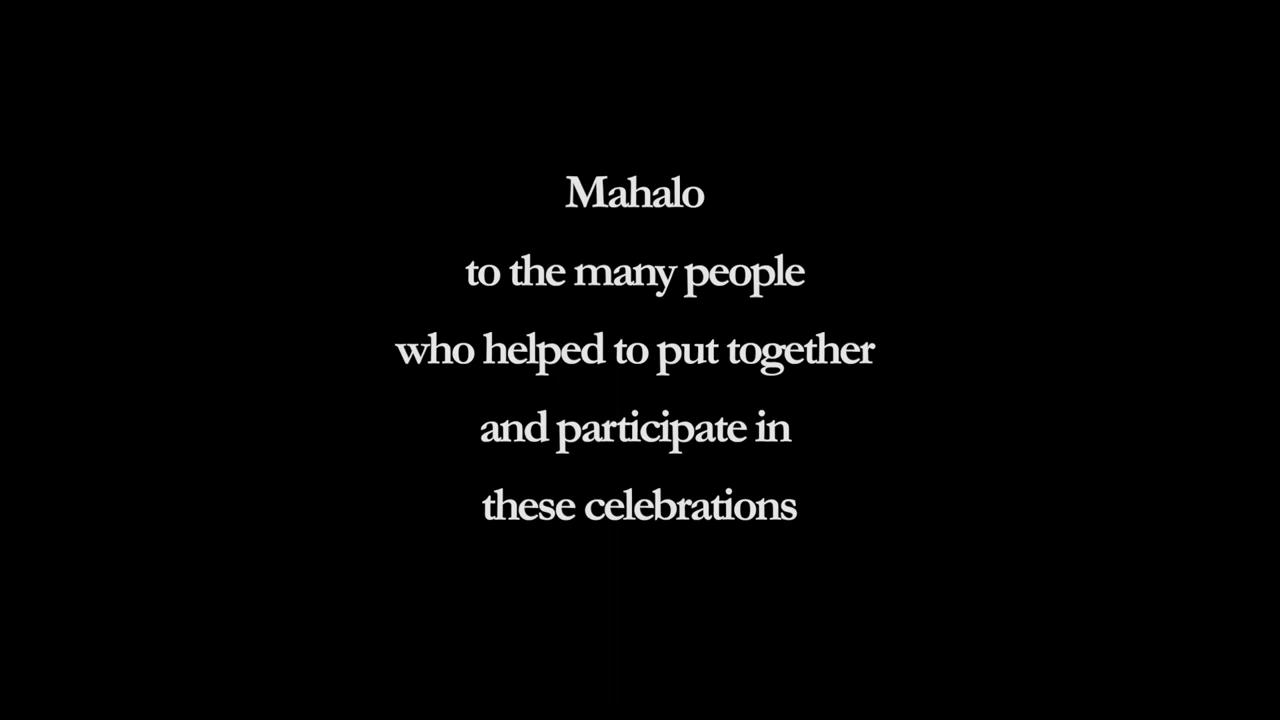 Mahalo
to the many people
who helped to put together
and participate in
these celebrations